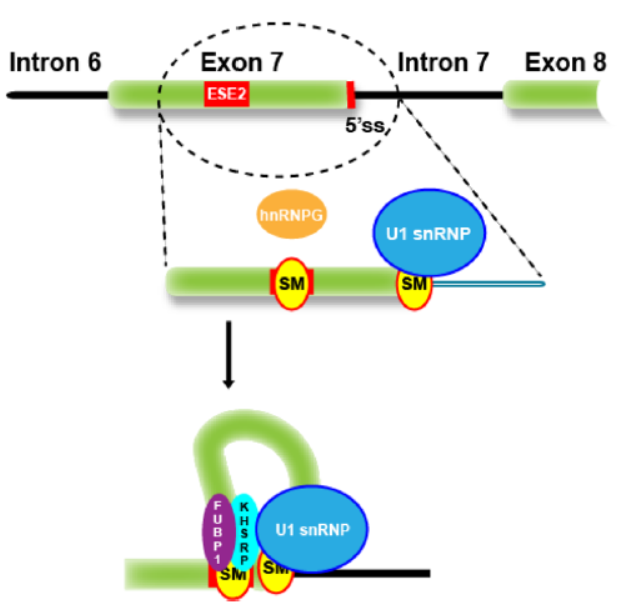 Intron 6
Exon 7
Intron 7
Exon 8
ESE2
5'ss
hnRNPG
U1 snRNP
SM
SM
FUBP1
KHSRP
U1 snRNP
SM
SM